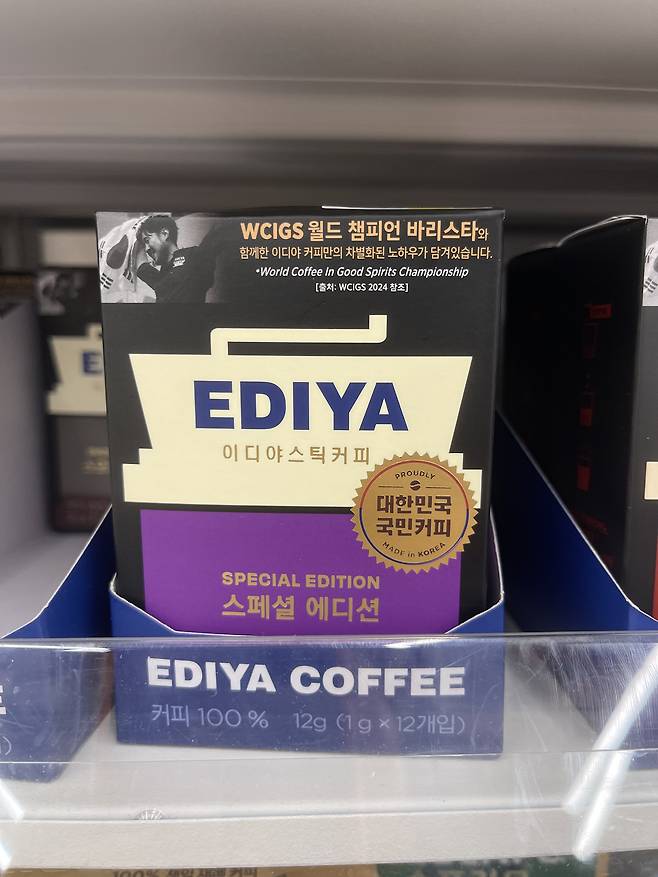 WCIGS 월드 챔피언 바리스타와
함께한 이디야 커피만의 차별화된 노하우가 담겨있습니다.
*World Coffee In Good Spirits Championship
[출처: WCIGS 2024 참조]
EDIYA
EDIYA
이디야스틱커피
PROUDLY
대한민국
국민커피
MADE in KOREA
SPECIAL EDITION
스페셜 에디션
EDIYA COFFEE
커피 100 % 12g (1 g × 12개입)